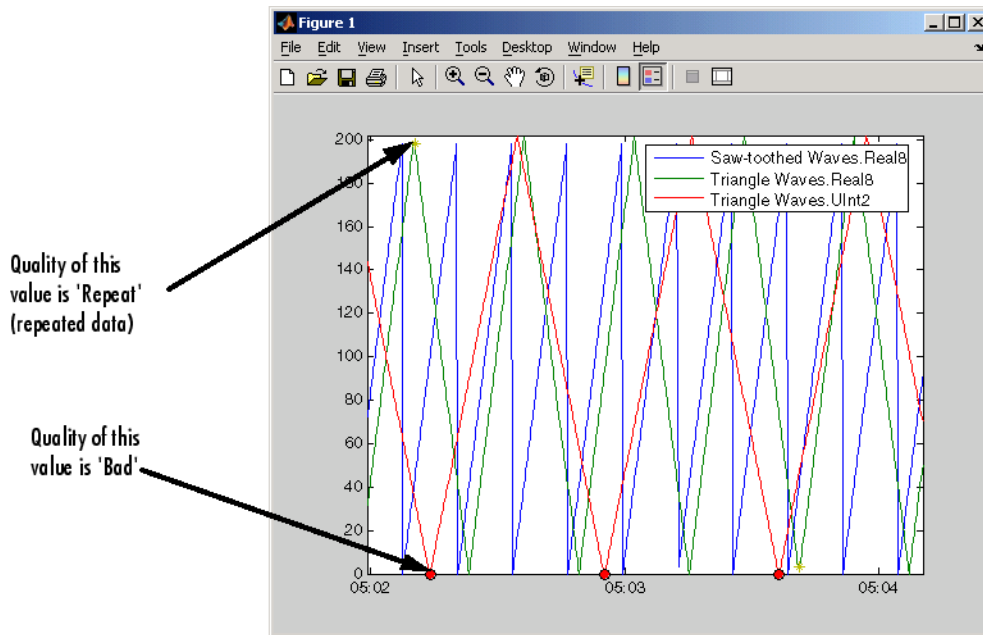 Figure 1
File Edit View Insert Tools Desktop Window Help
200
180
160
140
120
100
80
60
40
20
0
05:02 05:03 05:04
Saw-toothed Waves.Real8
Triangle Waves.Real8
Triangle Waves.UInt2
Quality of this
value is 'Repeat'
(repeated data)
Quality of this
value is 'Bad'